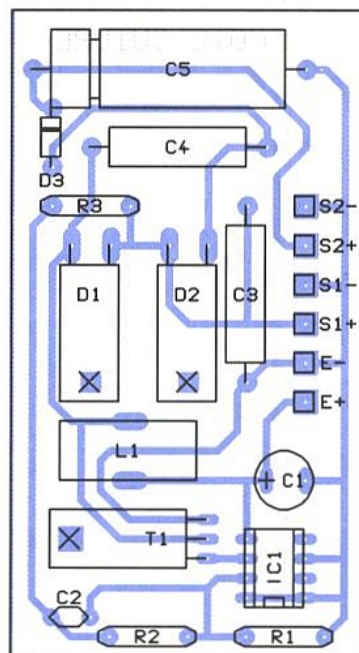 C5
C4
D3
R3
S2-
S2+
D1
D2
C3
S1-
S1+
E-
E+
L1
C1
T1
IC1
C2
R2
R1